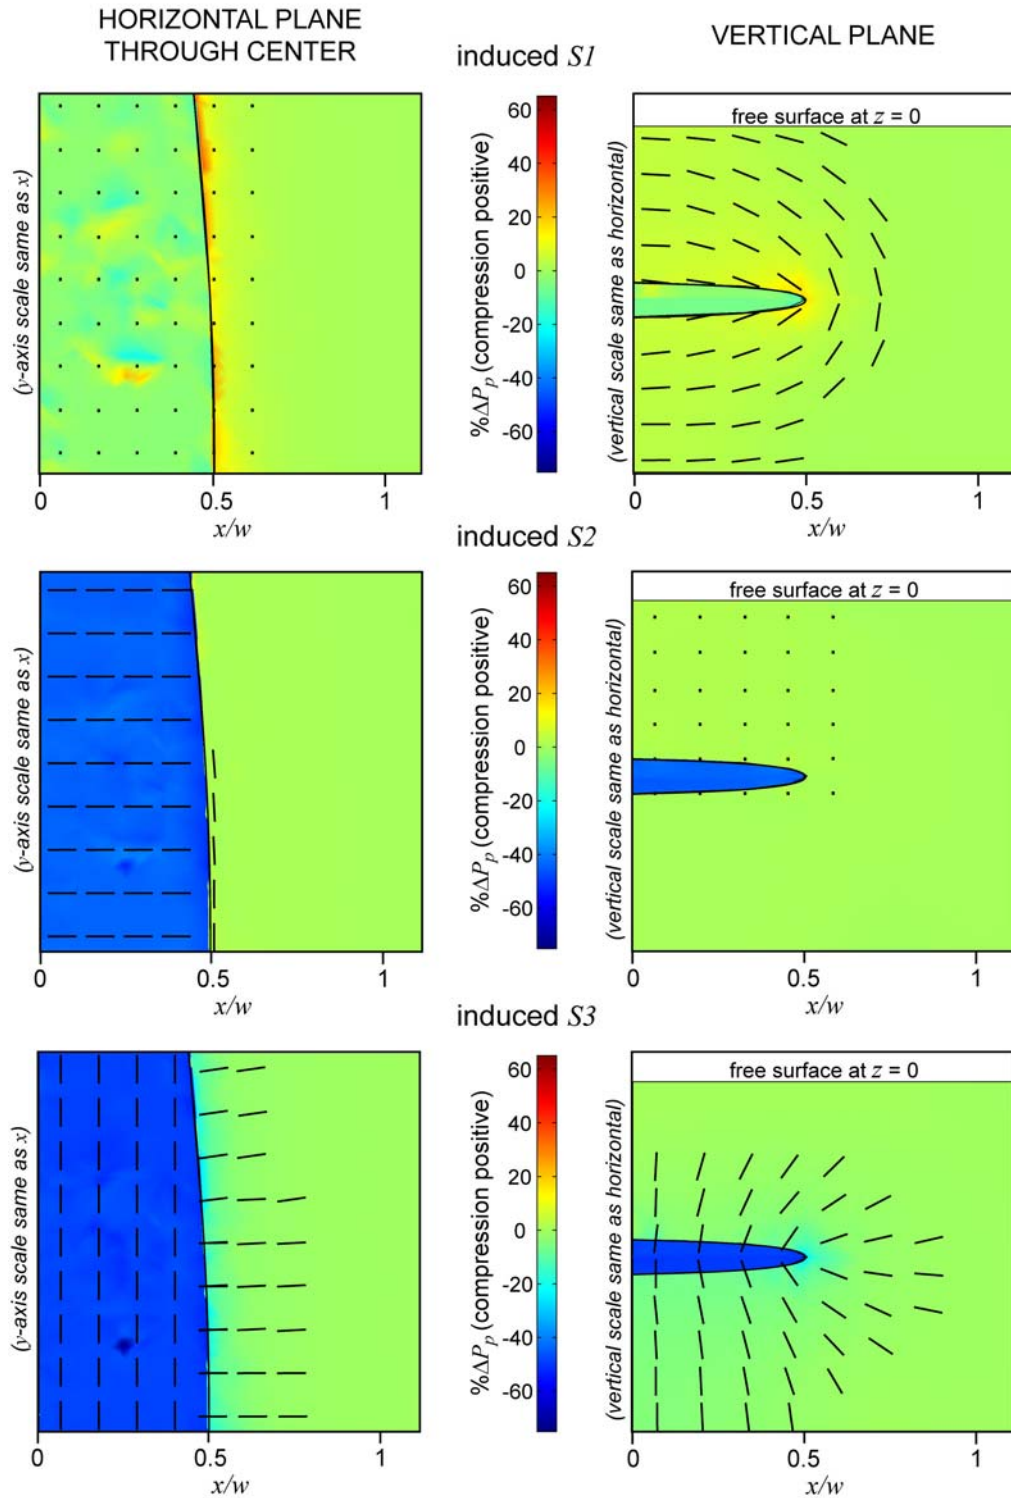 HORIZONTAL PLANE
THROUGH CENTER
VERTICAL PLANE
induced S1
(y-axis scale same as x)
0
0.5
1
x/w
60
40
20
0
-20
-40
-60
%ΔPp (compression positive)
free surface at z = 0
(vertical scale same as horizontal)
0
0.5
1
x/w
induced S2
(y-axis scale same as x)
0
0.5
1
x/w
60
40
20
0
-20
-40
-60
%ΔPp (compression positive)
free surface at z = 0
(vertical scale same as horizontal)
0
0.5
1
x/w
induced S3
(y-axis scale same as x)
0
0.5
1
x/w
60
40
20
0
-20
-40
-60
%ΔPp (compression positive)
free surface at z = 0
(vertical scale same as horizontal)
0
0.5
1
x/w